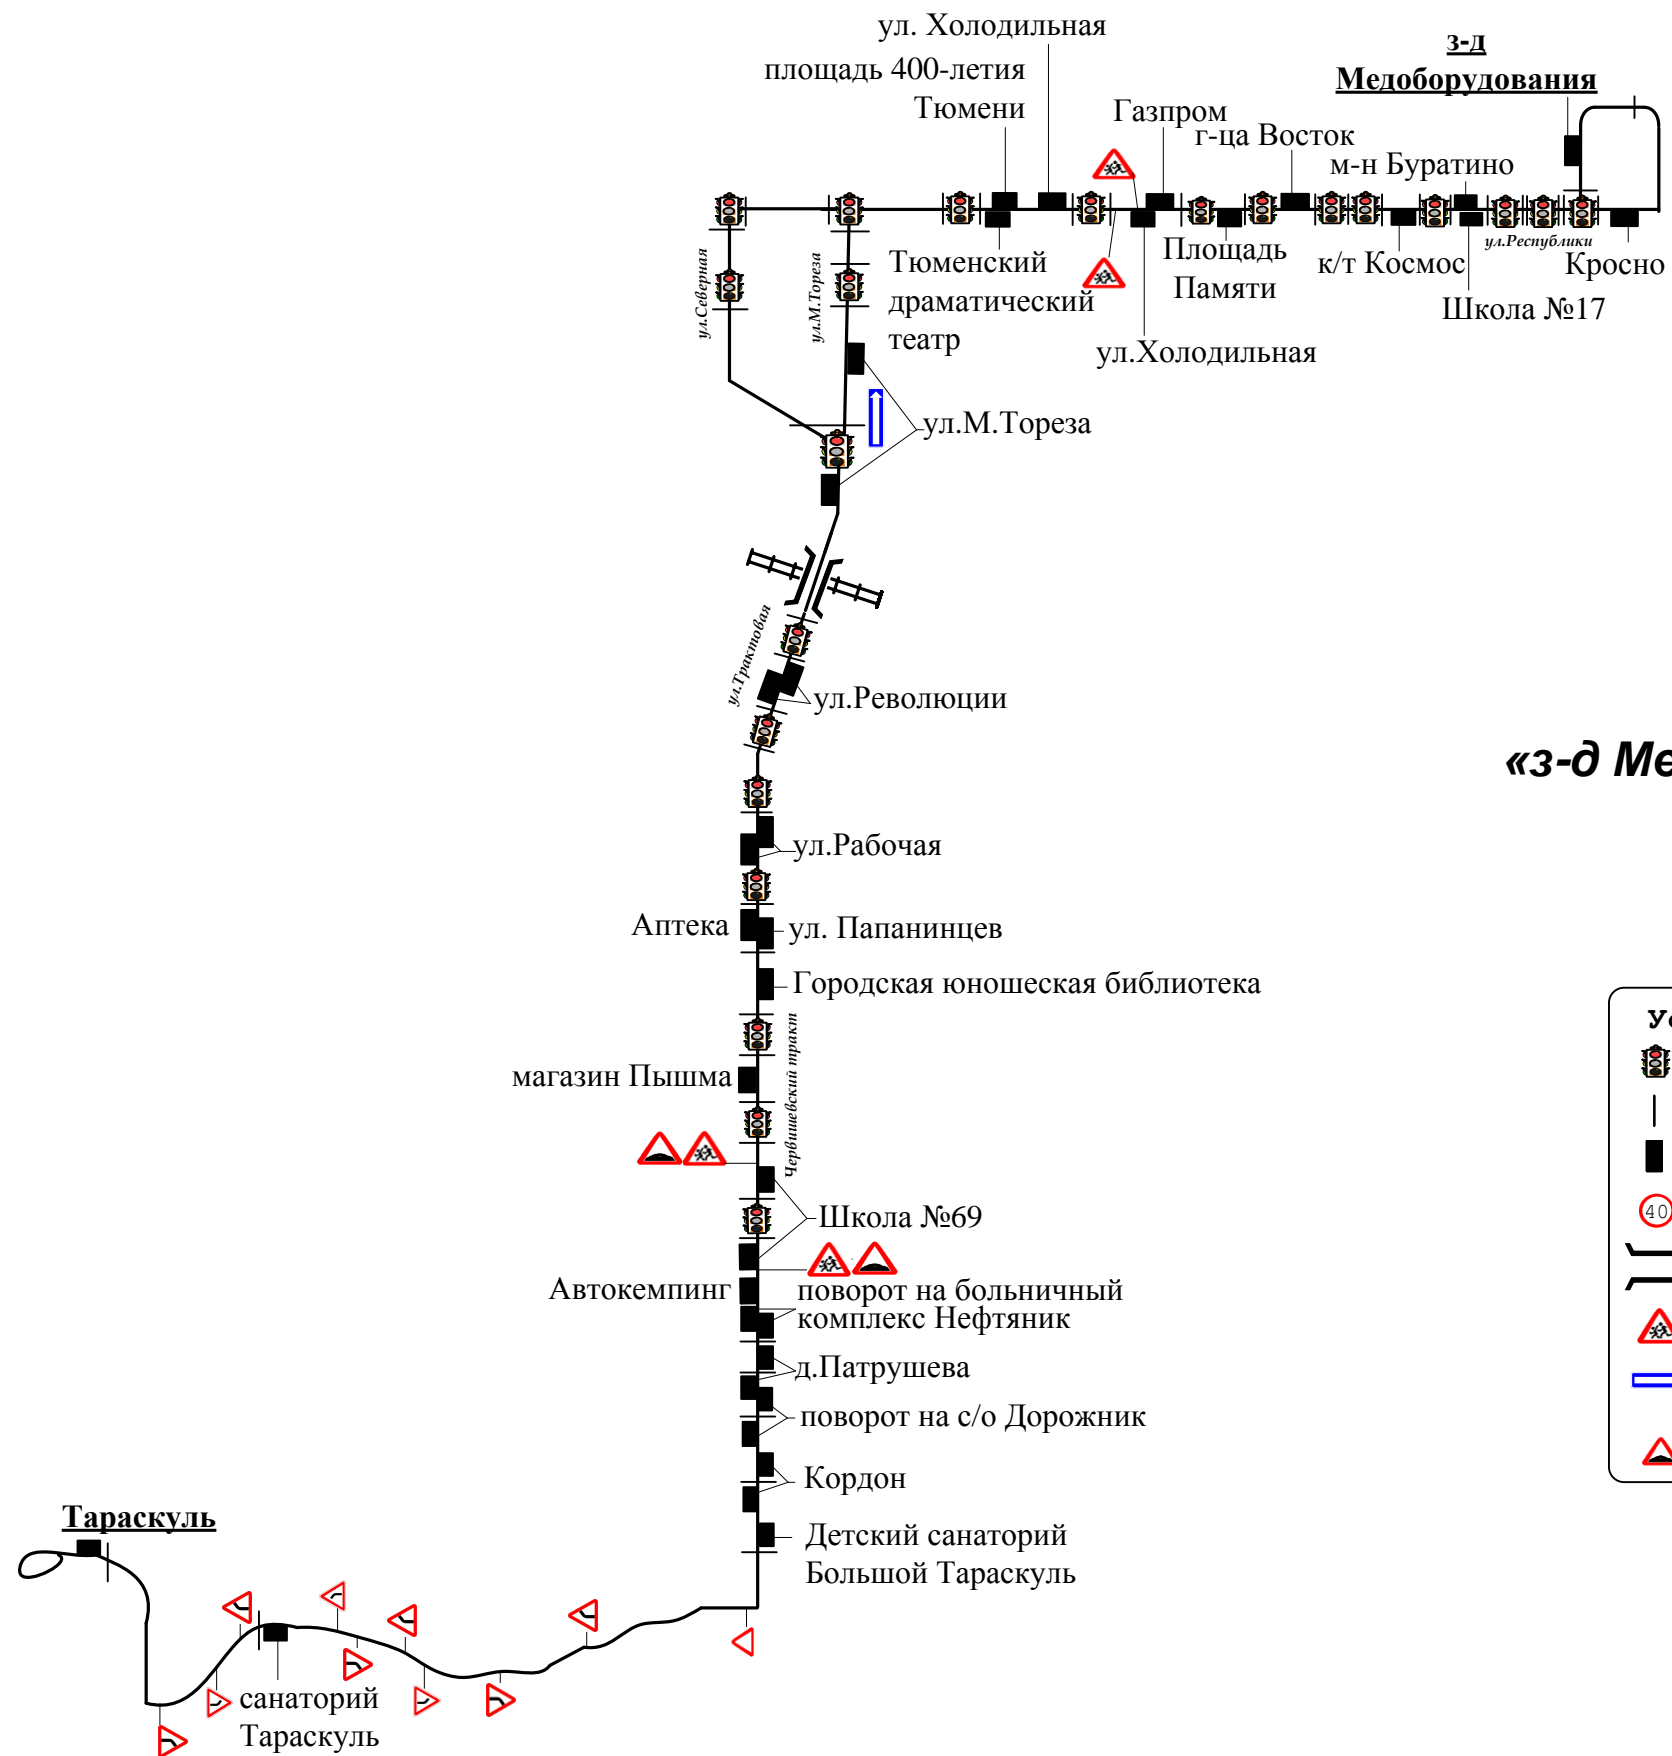 ул. Холодильная
площадь 400-летия
Тюмени
з-д
Медоборудования
Газпром
г-ца Восток
м-н Буратино
ул.Республики
Тюменский
драматический
театр
Площадь
Памяти
к/т Космос
Кросно
Школа №17
ул.Холодильная
ул.Северная
ул.М.Тореза
ул.М.Тореза
ул.Трактовая
ул.Революции
«з-д Ме
ул.Рабочая
Аптека
ул. Папанинцев
Городская юношеская библиотека
магазин Пышма
Червишевский тракт
Ус
40
Школа №69
Автокемпинг
поворот на больничный
комплекс Нефтяник
д.Патрушева
поворот на с/о Дорожник
Кордон
Детский санаторий
Большой Тараскуль
Тараскуль
санаторий
Тараскуль